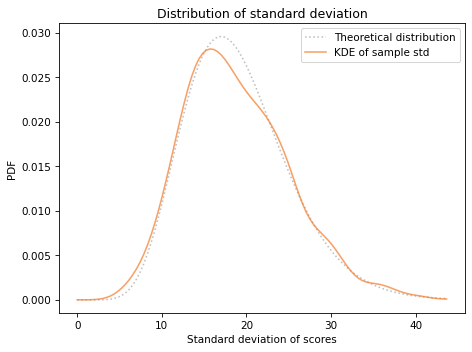 Distribution of standard deviation
Theoretical distribution
KDE of sample std
0.030
0.025
0.020
0.015
0.010
0.005
0.000
PDF
0 10 20 30 40
Standard deviation of scores